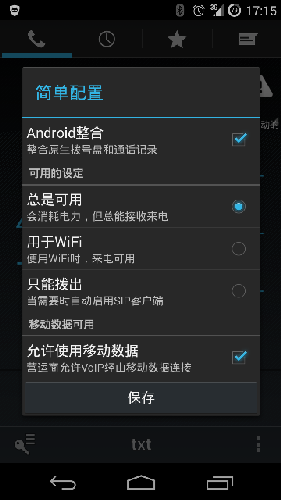 3G 17:15
简单配置
Android整合
整合原生拨号盘和通话记录
可用的设定
总是可用
会消耗电力，但总能接收来电
用于WiFi
使用WiFi时，来电可用
只能拨出
当需要时自动启用SIP客户端
移动数据可用
允许使用移动数据
营运商允许VoIP经由移动数据连接
保存
txt